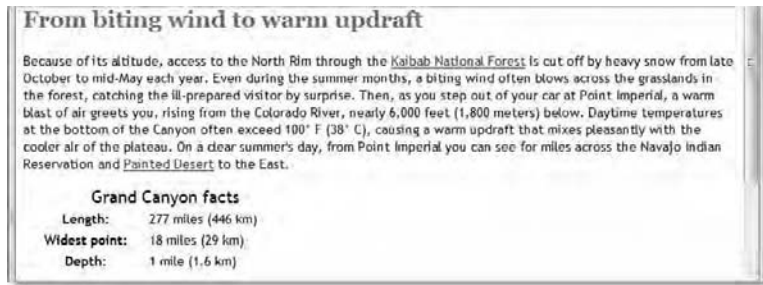 From biting wind to warm updraft
Because of its altitude, access to the North Rim through the Kaibab National Forest is cut off by heavy snow from late
October to mid-May each year. Even during the summer months, a biting wind often blows across the grasslands in
the forest, catching the ill-prepared visitor by surprise. Then, as you step out of your car at Point Imperial, a warm
blast of air greets you, rising from the Colorado River, nearly 6,000 feet (1,800 meters) below. Daytime temperatures
at the bottom of the Canyon often exceed 100° F (38° C), causing a warm updraft that mixes pleasantly with the
cooler air of the plateau. On a clear summer's day, from Point Imperial you can see for miles across the Navajo Indian
Reservation and Painted Desert to the East.
Grand Canyon facts
Length: 277 miles (446 km)
Widest point: 18 miles (29 km)
Depth: 1 mile (1.6 km)